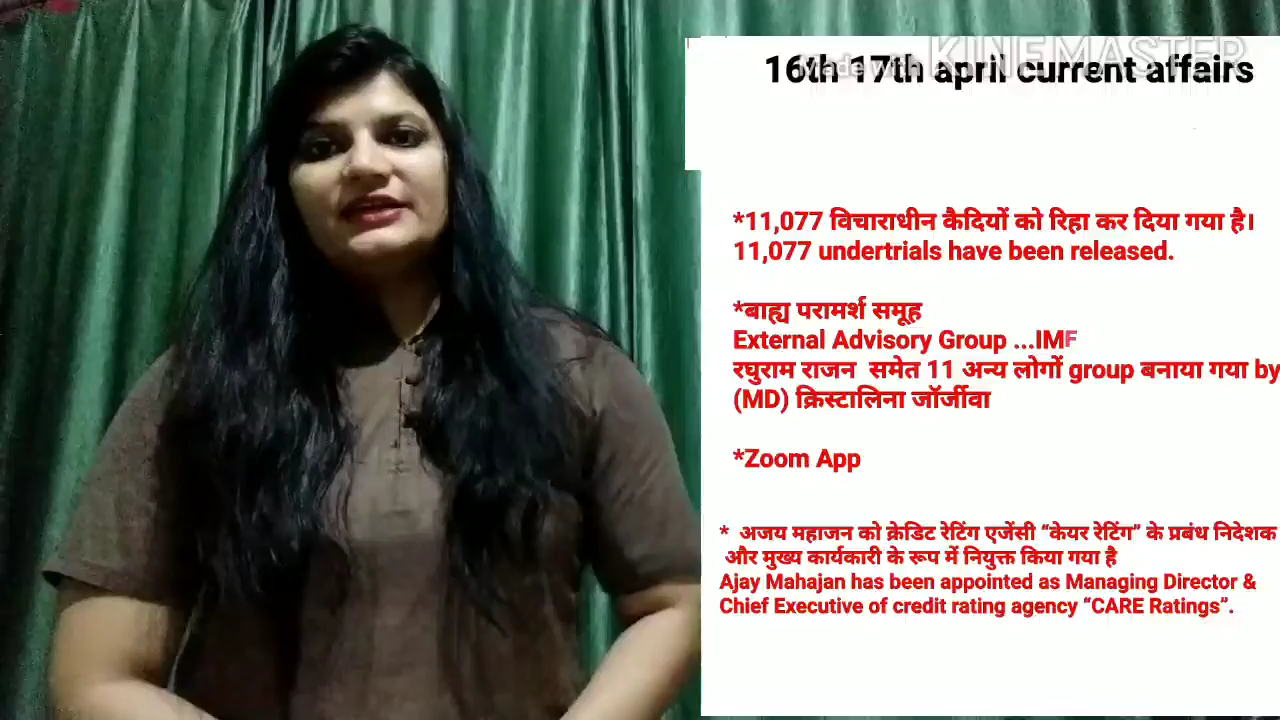 Made with KINEMASTER
16th 17th april current affairs
*11,077 विचाराधीन कैदियों को रिहा कर दिया गया है।
11,077 undertrials have been released.
*बाह्य परामर्श समूह
External Advisory Group ...IMF
रघुराम राजन समेत 11 अन्य लोगों group बनाया गया by
(MD) क्रिस्टालिना जॉर्जीवा
*Zoom App
* अजय महाजन को क्रेडिट रेटिंग एजेंसी “केयर रेटिंग” के प्रबंध निदेशक
और मुख्य कार्यकारी के रूप में नियुक्त किया गया है
Ajay Mahajan has been appointed as Managing Director &
Chief Executive of credit rating agency “CARE Ratings”.